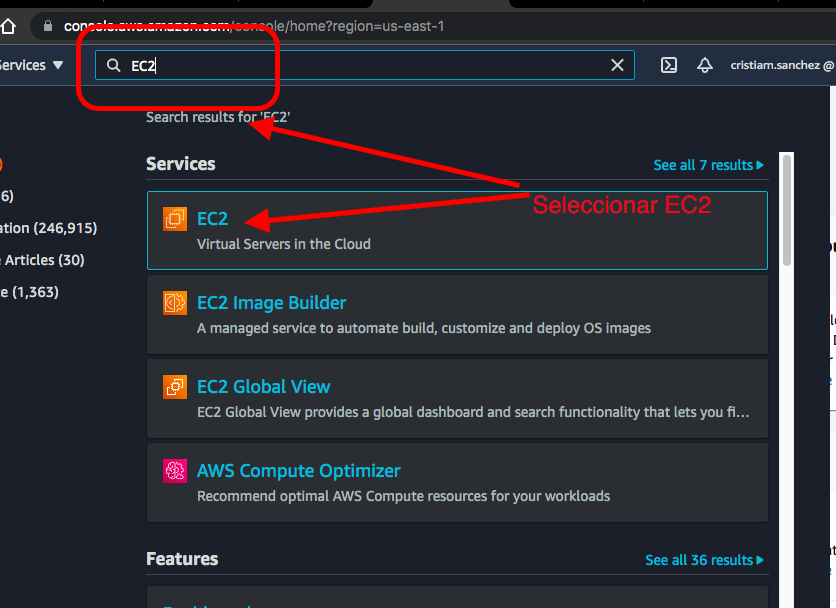 console.aws.amazon.com/console/home?region=us-east-1
Services
EC2
cristiam.sanchez @
Search results for 'EC2'
Services
See all 7 results
6)
ation (246,915)
Articles (30)
e (1,363)
EC2
Virtual Servers in the Cloud
Seleccionar EC2
EC2 Image Builder
A managed service to automate build, customize and deploy OS images
EC2 Global View
EC2 Global View provides a global dashboard and search functionality that lets you fi...
AWS Compute Optimizer
Recommend optimal AWS Compute resources for your workloads
Features
See all 36 results